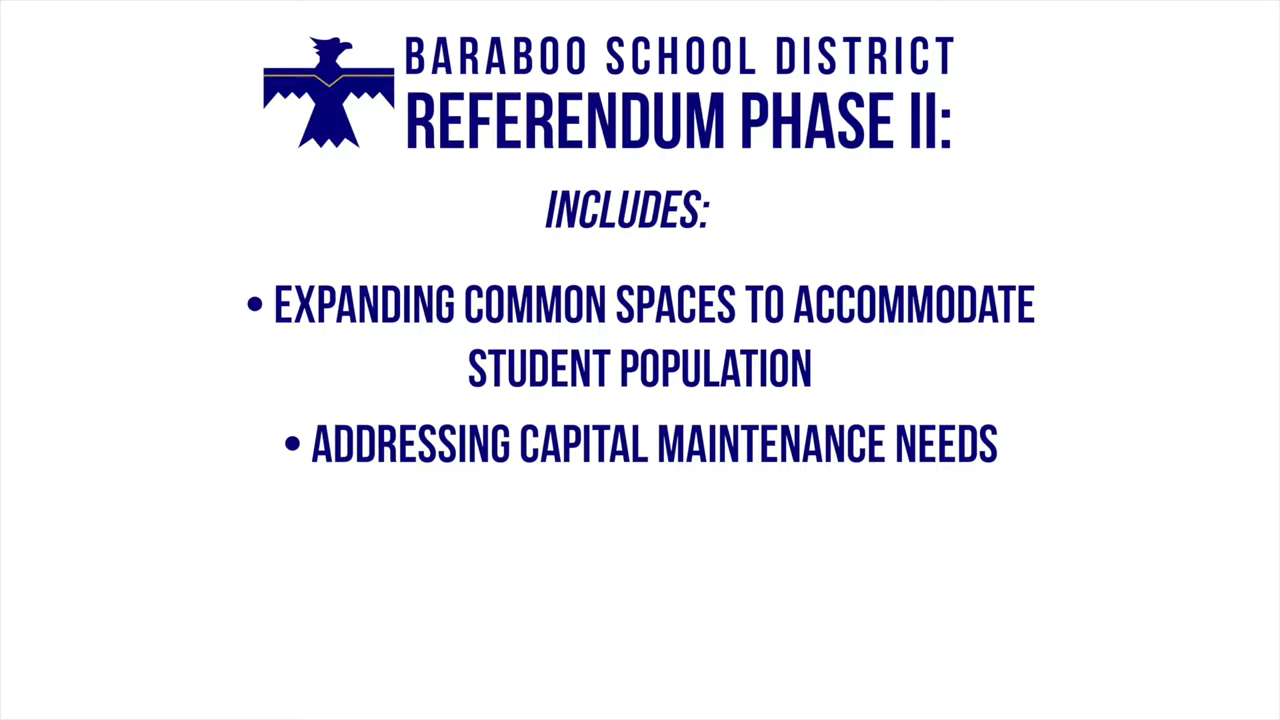 BARABOO SCHOOL DISTRICT
REFERENDUM PHASE II:
INCLUDES:
• EXPANDING COMMON SPACES TO ACCOMMODATE
STUDENT POPULATION
• ADDRESSING CAPITAL MAINTENANCE NEEDS